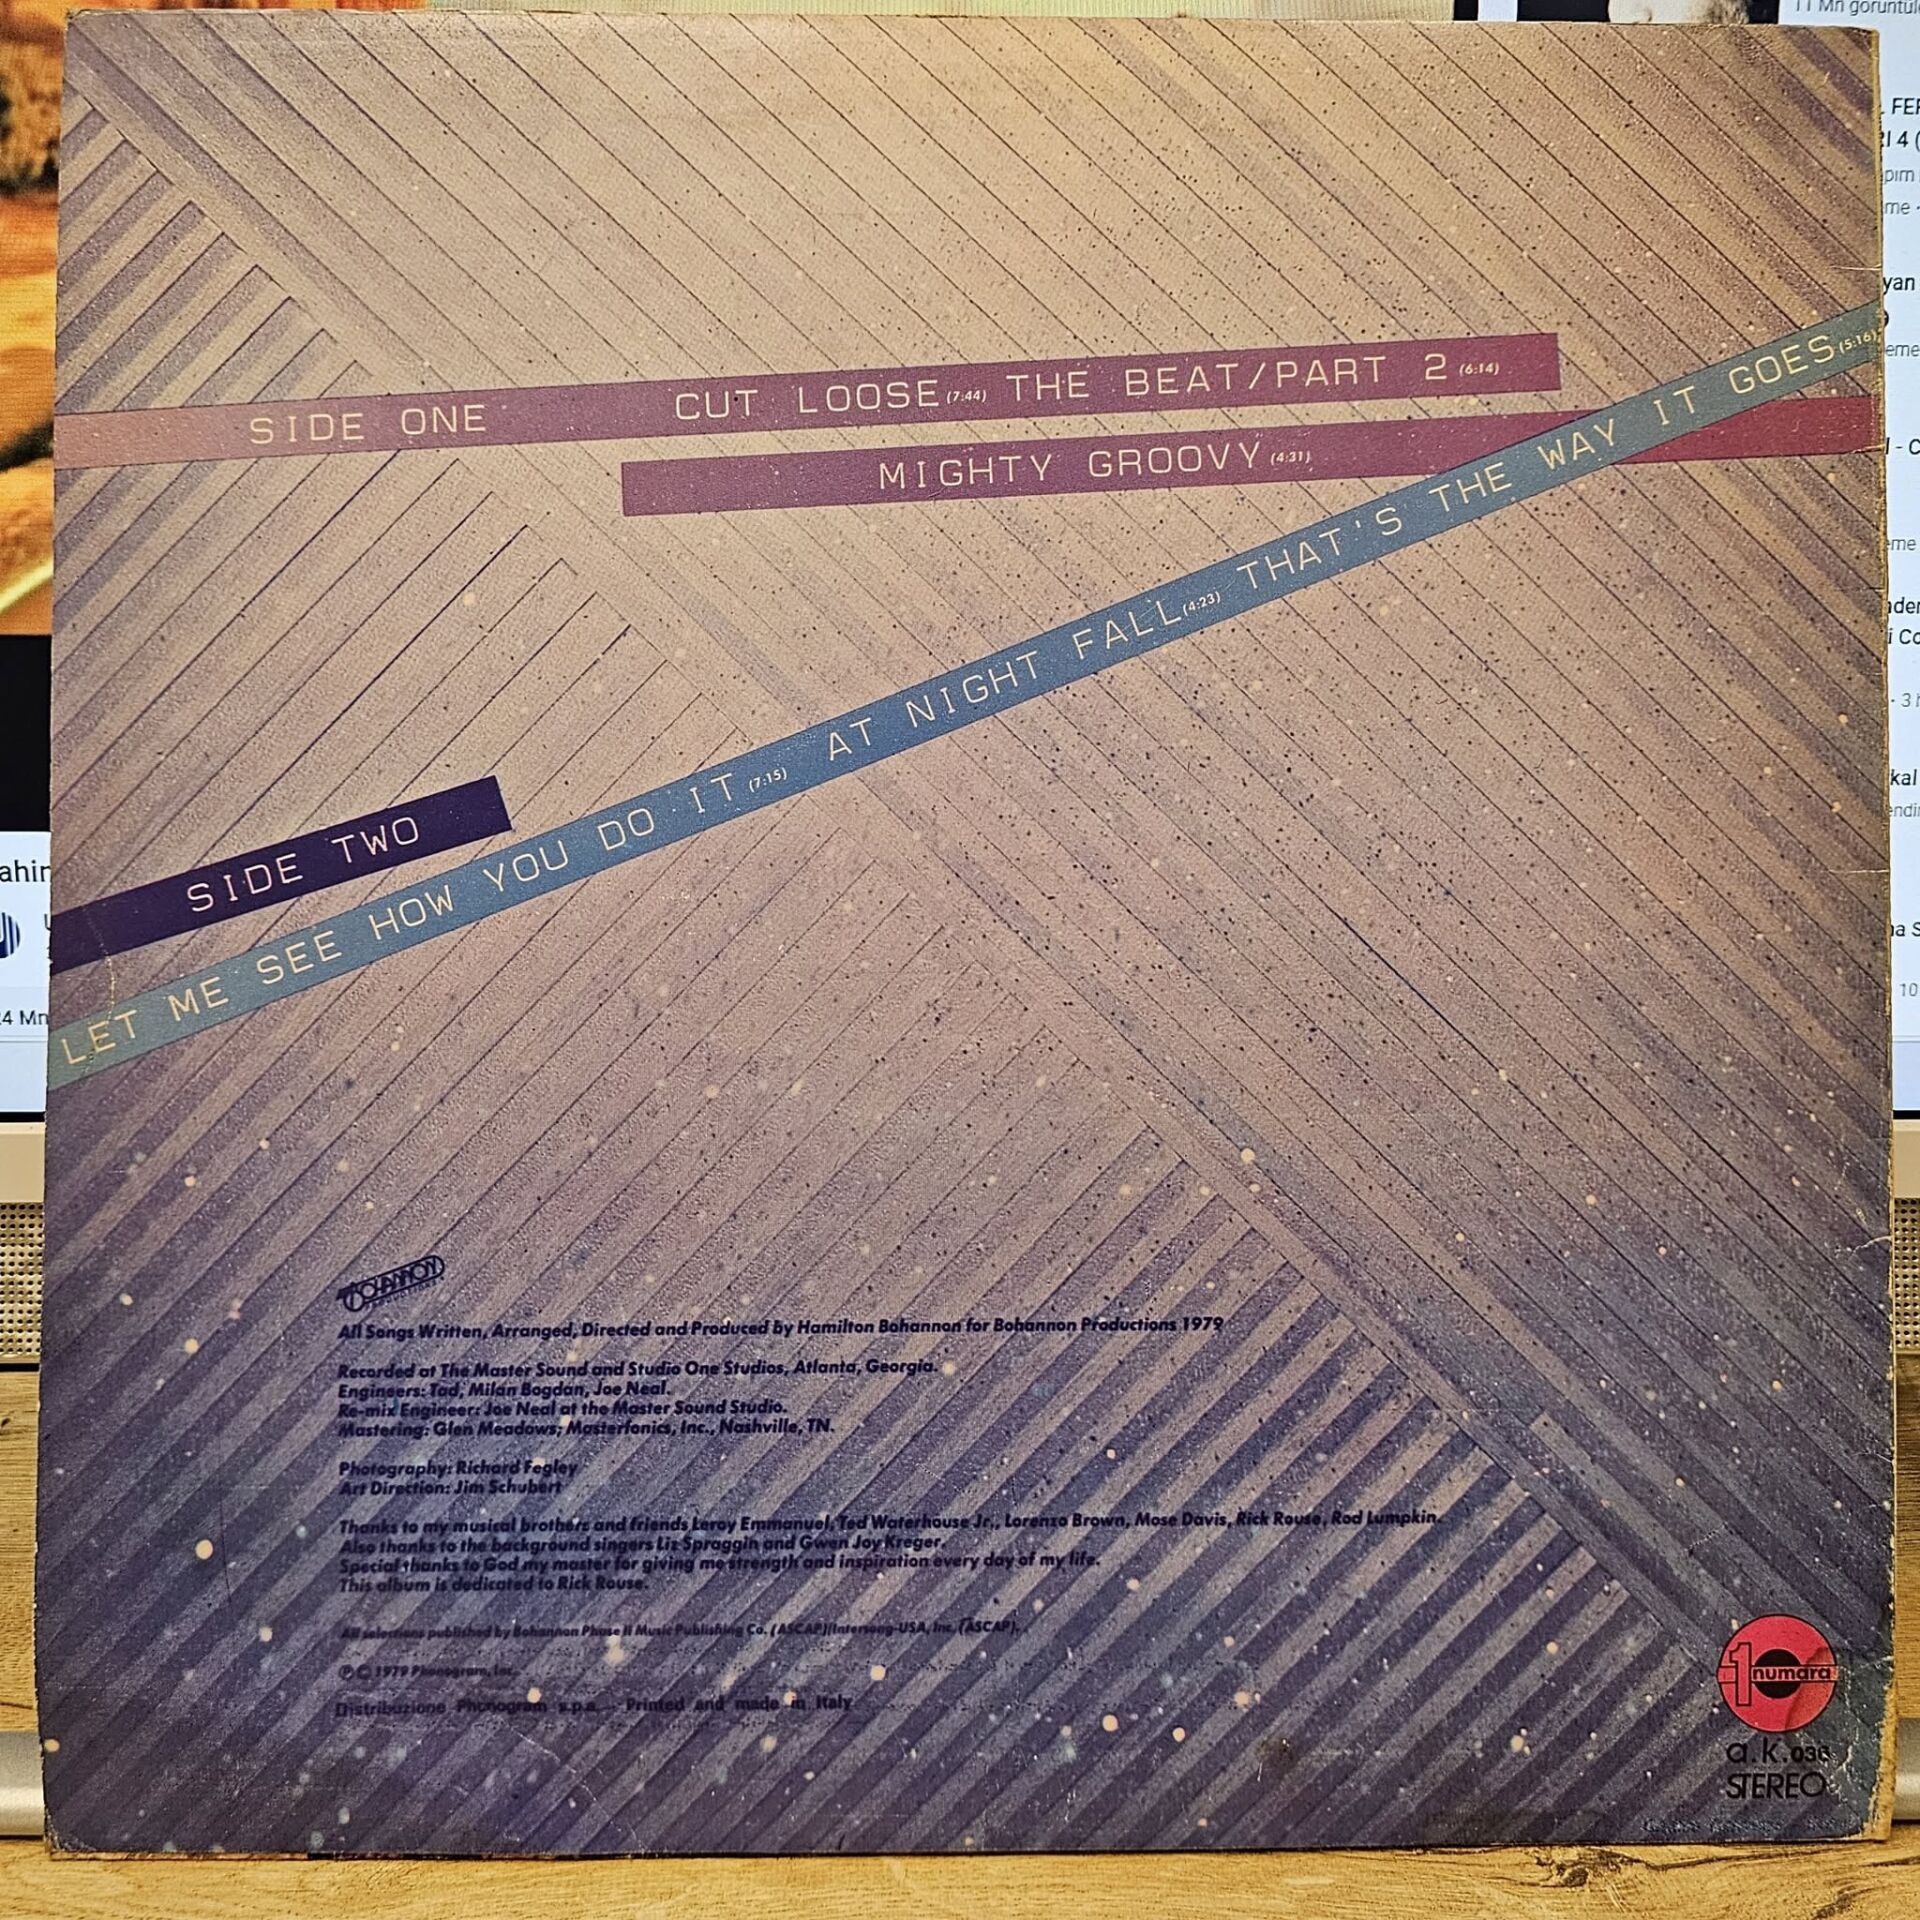 SIDE ONE CUT LOOSE (7:44) THE BEAT/PART 2 (6:14)
MIGHTY GROOVY (4:31)
SIDE TWO
LET ME SEE HOW YOU DO IT (7:15) AT NIGHT FALL (4:23) THAT'S THE WAY IT GOES (5:16)
BOHANNON
PRODUCTIONS
All Songs Written, Arranged, Directed and Produced by Hamilton Bohannon for Bohannon Productions 1979
Recorded at The Master Sound and Studio One Studios, Atlanta, Georgia.
Engineers: Tad, Milan Bogdan, Joe Neal.
Re-mix Engineer: Joe Neal at the Master Sound Studio.
Mastering: Glen Meadows; Masterfonics, Inc., Nashville, TN.
Photography: Richard Fegley
Art Direction: Jim Schubert
Thanks to my musical brothers and friends Leroy Emmanuel, Ted Waterhouse Jr., Lorenzo Brown, Mose Davis, Rick Rouse, Rod Lumpkin.
Also thanks to the background singers Liz Spraggin and Gwen Joy Kreger.
Special thanks to God my master for giving me strength and inspiration every day of my life.
This album is dedicated to Rick Rouse.
All selections published by Bohannon Phase II Music Publishing Co. (ASCAP)/Intersong-USA, Inc. (ASCAP).
℗ © 1979 Phonogram, Inc.
Distribuzione Phonogram s.p.a. - Printed and made in Italy
1 numara
a.k. 036
STEREO
11 Mn
24 Mn